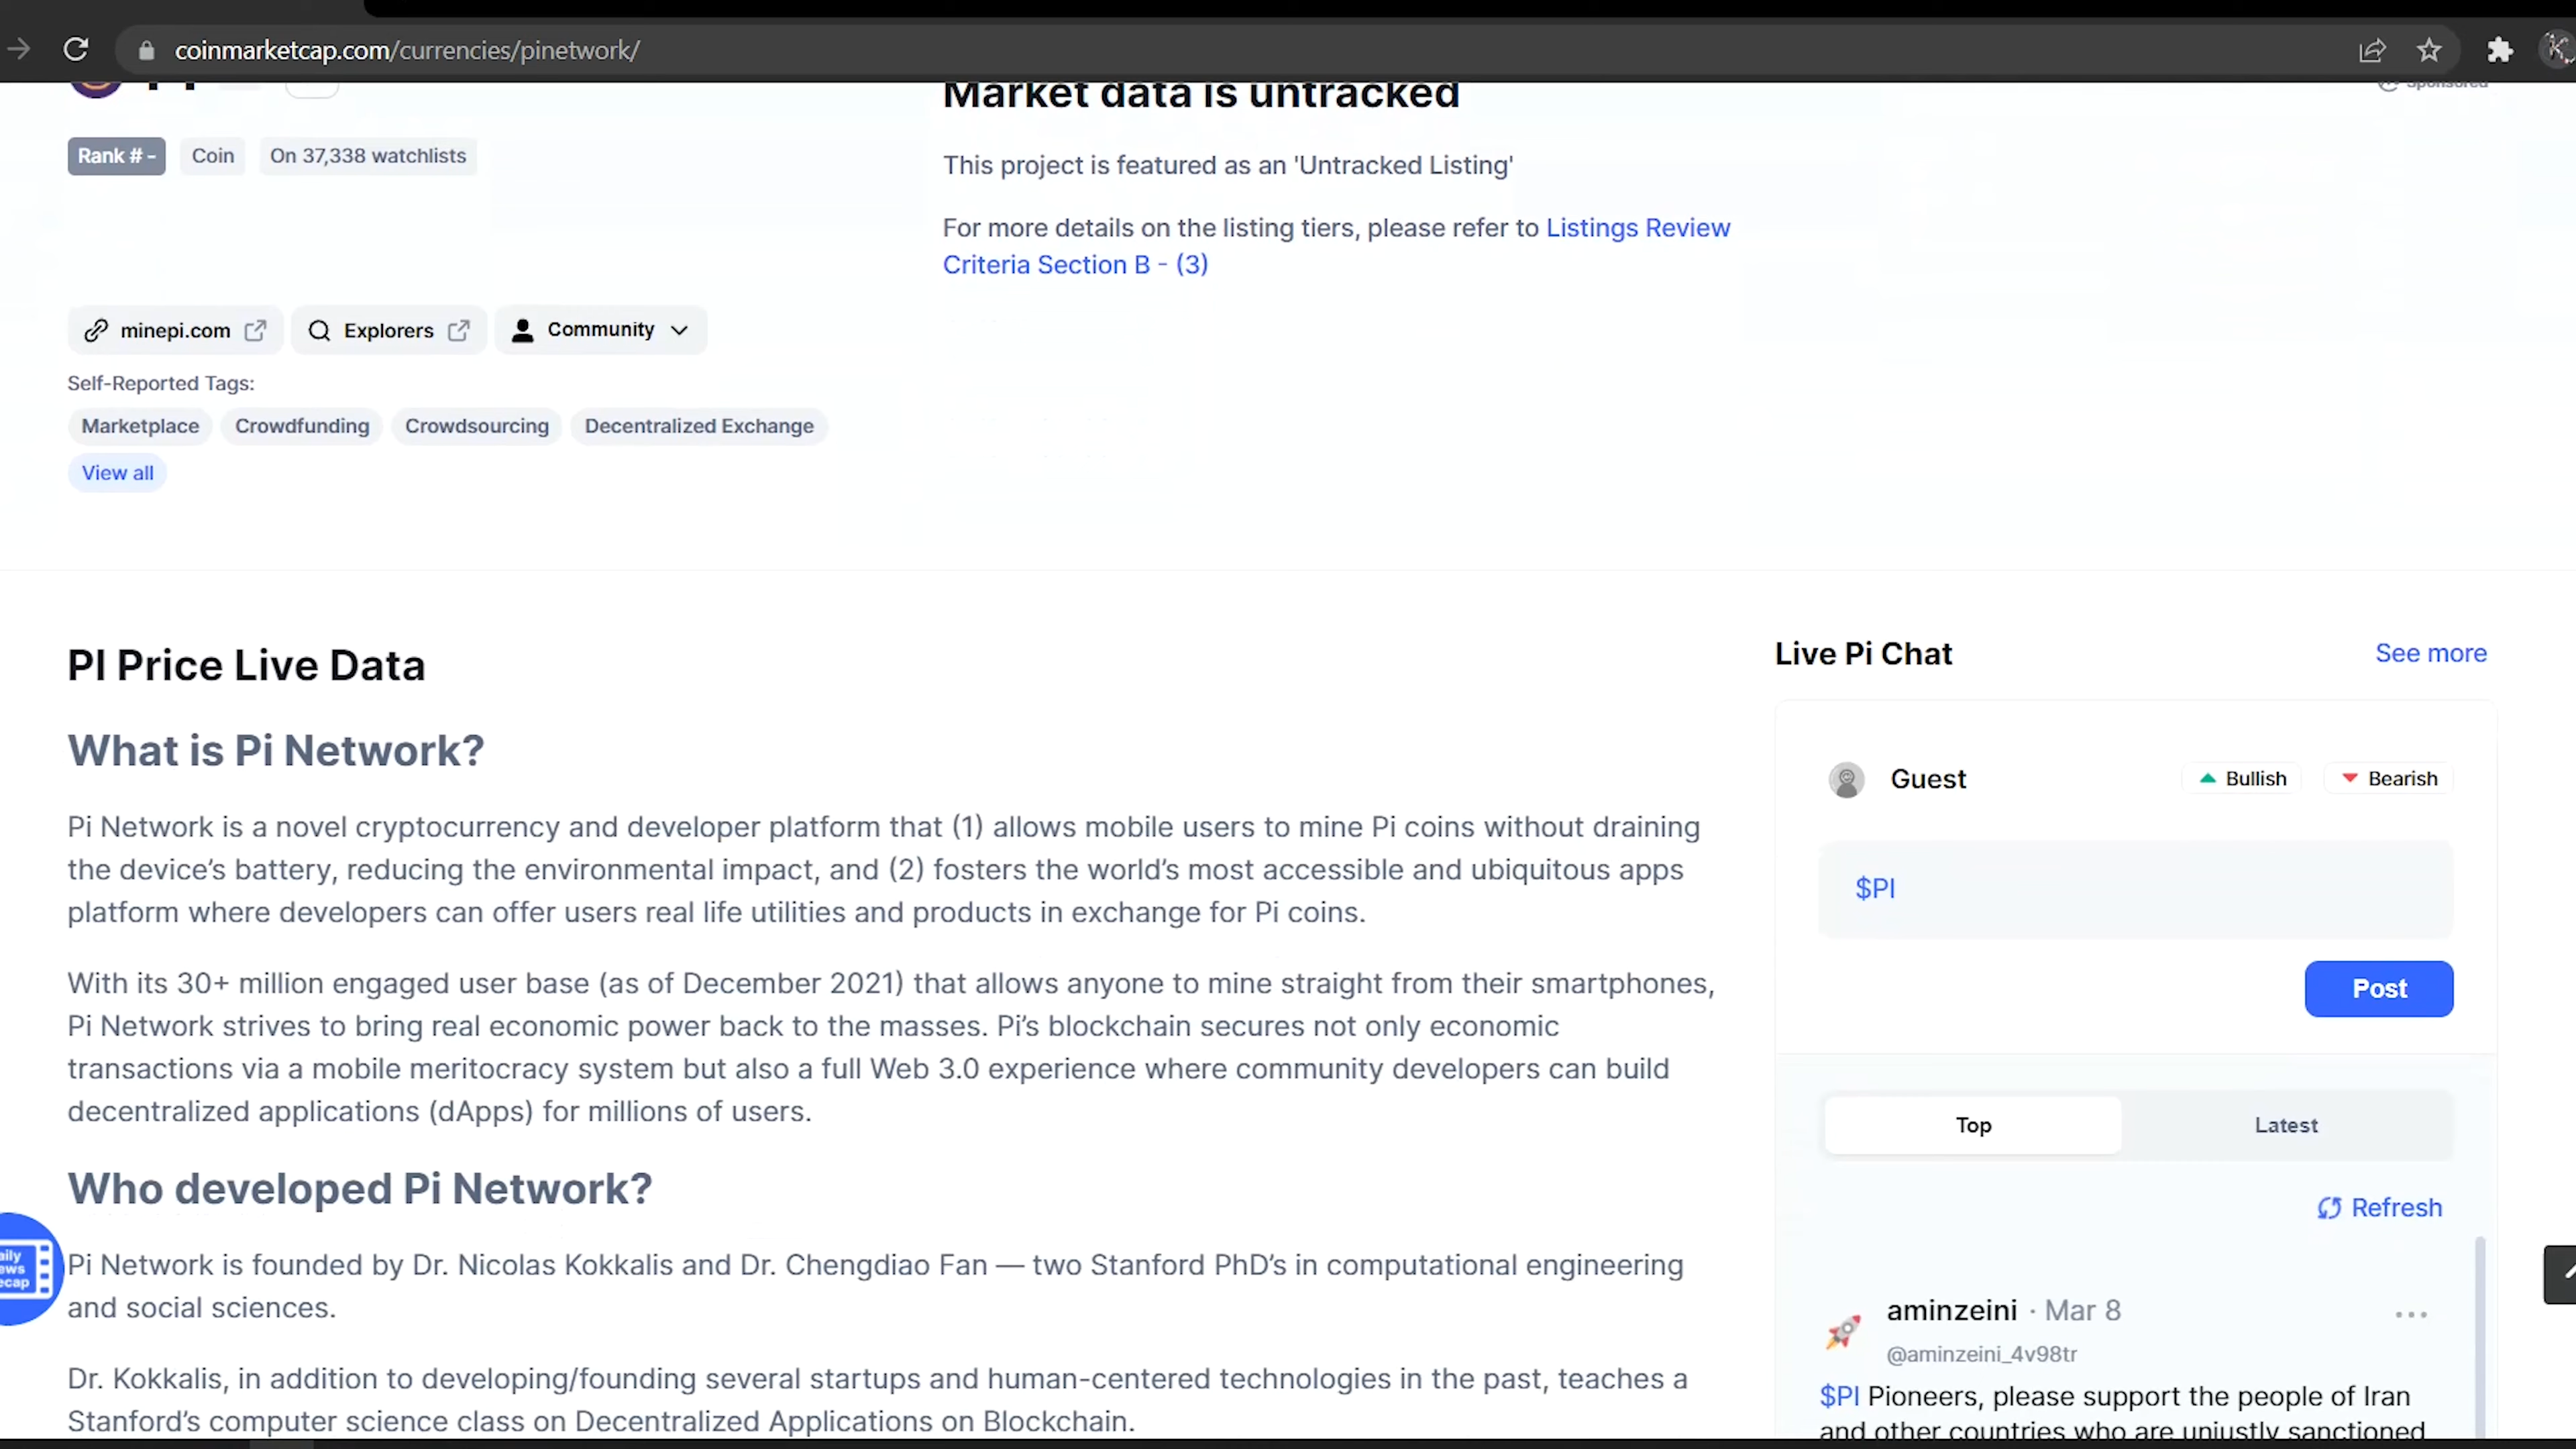 coinmarketcap.com/currencies/pinetwork/
Market data is untracked
Sponsored
Rank # -
Coin
On 37,338 watchlists
This project is featured as an 'Untracked Listing'
For more details on the listing tiers, please refer to Listings Review
Criteria Section B - (3)
minepi.com
Explorers
Community
Self-Reported Tags:
Marketplace
Crowdfunding
Crowdsourcing
Decentralized Exchange
View all
PI Price Live Data
What is Pi Network?
Pi Network is a novel cryptocurrency and developer platform that (1) allows mobile users to mine Pi coins without draining
the device’s battery, reducing the environmental impact, and (2) fosters the world’s most accessible and ubiquitous apps
platform where developers can offer users real life utilities and products in exchange for Pi coins.
With its 30+ million engaged user base (as of December 2021) that allows anyone to mine straight from their smartphones,
Pi Network strives to bring real economic power back to the masses. Pi’s blockchain secures not only economic
transactions via a mobile meritocracy system but also a full Web 3.0 experience where community developers can build
decentralized applications (dApps) for millions of users.
Who developed Pi Network?
Pi Network is founded by Dr. Nicolas Kokkalis and Dr. Chengdiao Fan — two Stanford PhD’s in computational engineering
and social sciences.
Dr. Kokkalis, in addition to developing/founding several startups and human-centered technologies in the past, teaches a
Stanford’s computer science class on Decentralized Applications on Blockchain.
aily
ews
ecap
Live Pi Chat
See more
Guest
Bullish
Bearish
$PI
Post
Top
Latest
Refresh
aminzeini · Mar 8
@aminzeini_4v98tr
$PI Pioneers, please support the people of Iran
and other countries who are unjustly sanctioned